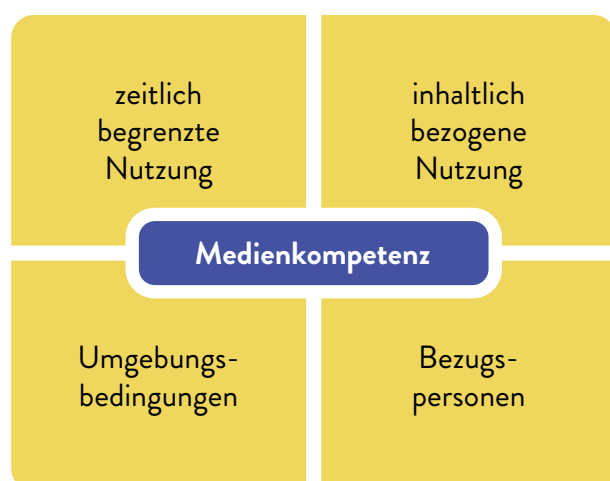 zeitlich
begrenzte
Nutzung
inhaltlich
bezogene
Nutzung
Medienkompetenz
Umgebungs-
bedingungen
Bezugs-
personen